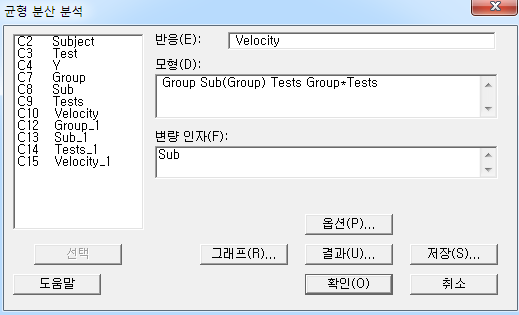 균형 분산 분석
C2 Subject
C3 Test
C4 Y
C7 Group
C8 Sub
C9 Tests
C10 Velocity
C12 Group_1
C13 Sub_1
C14 Tests_1
C15 Velocity_1
반응(E): Velocity
모형(D):
Group Sub(Group) Tests Group*Tests
변량 인자(F):
Sub
옵션(P)...
선택 그래프(R)... 결과(U)... 저장(S)...
도움말 확인(O) 취소